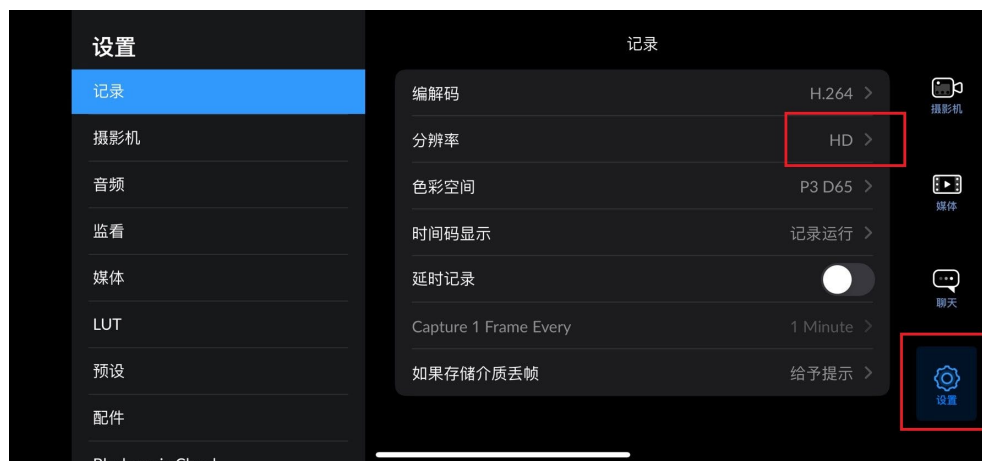 设置
记录
摄影机
音频
监看
媒体
LUT
预设
配件
记录
编解码 H.264
分辨率 HD
色彩空间 P3 D65
时间码显示 记录运行
延时记录
Capture 1 Frame Every 1 Minute
如果存储介质丢帧 给予提示
摄影机
媒体
聊天
设置